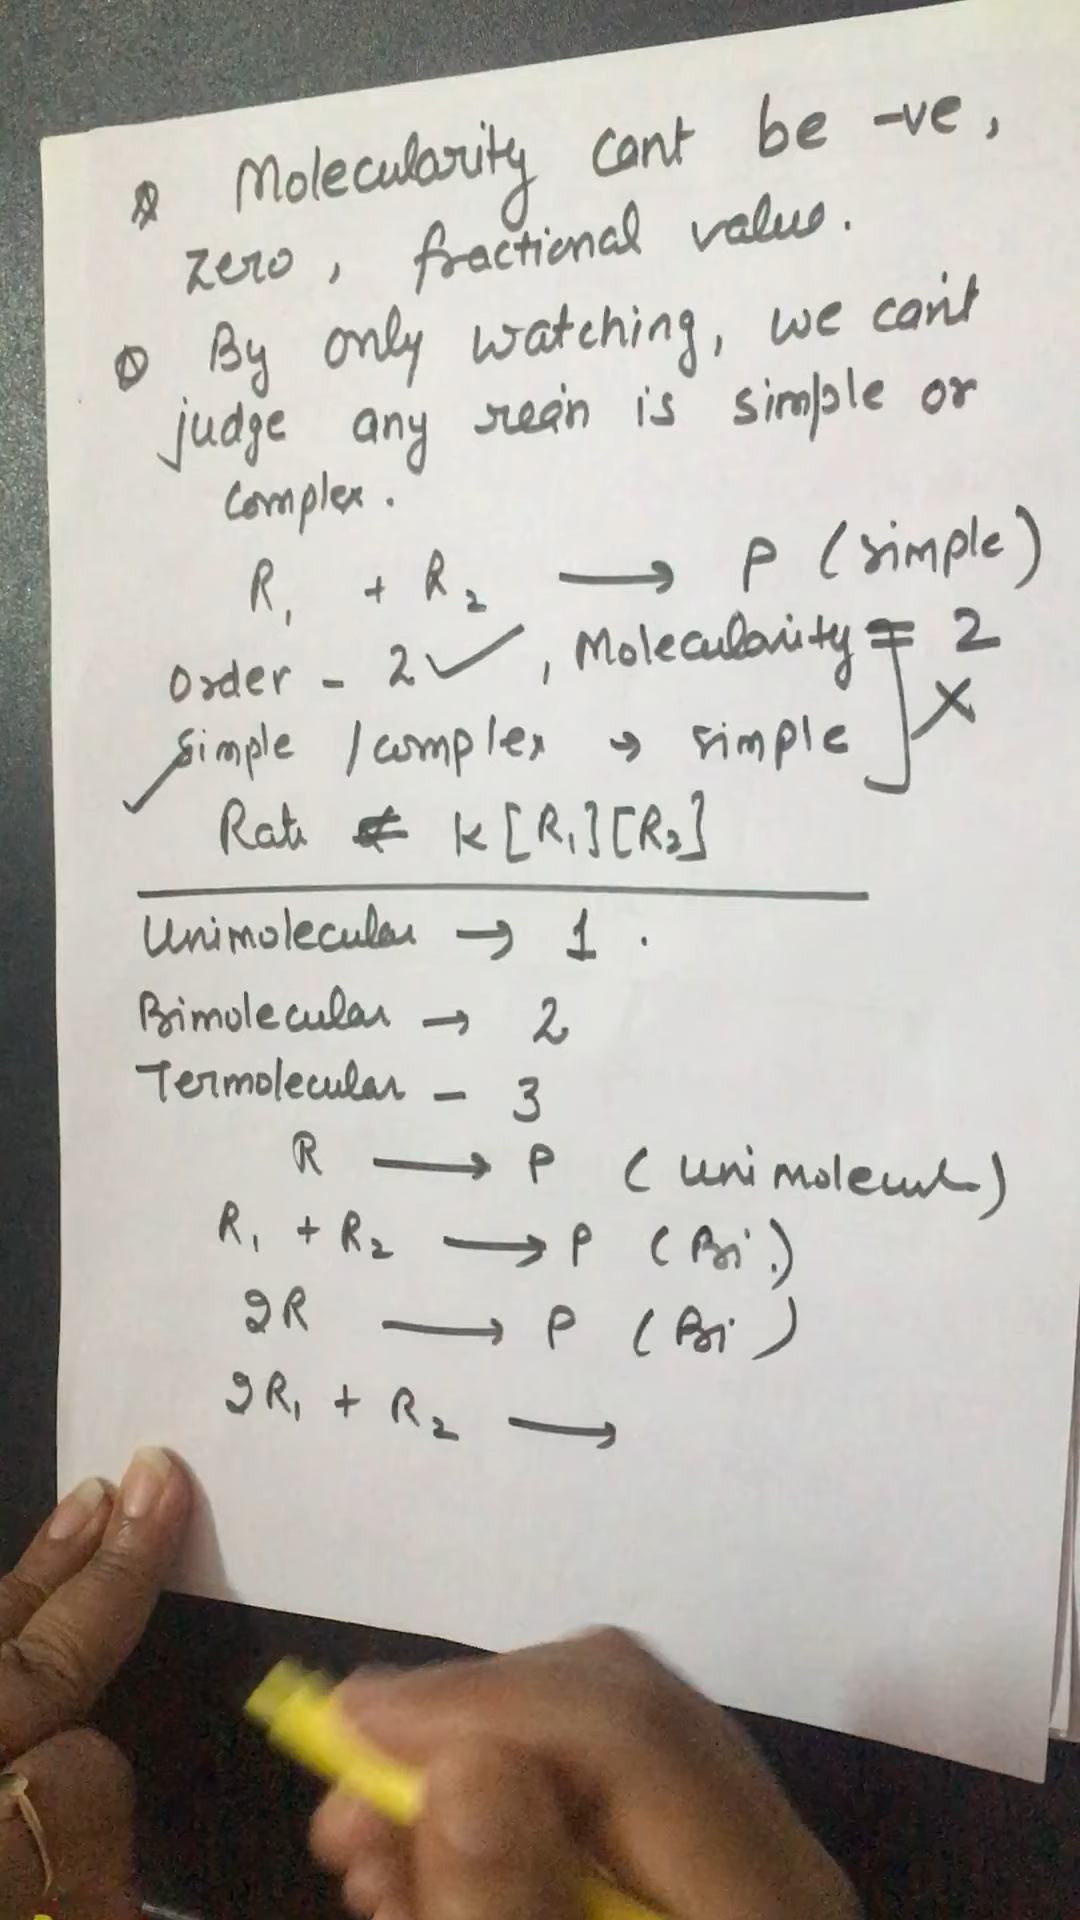 Molecularity cant be -ve,
zero, fractional value.
By only watching, we can't
judge any reän is simple or
complex.
R₁ + R₂ ⟶ P (simple)
Order - 2 ✓, Molecularity = 2
Simple / complex → simple
Rate = k[R₁][R₂]
Unimolecular → 1.
Bimolecular → 2
Termolecular - 3
R ⟶ P (unimolecul)
R₁ + R₂ ⟶ P (Bi.)
2R ⟶ P (Bi)
2R₁ + R₂ ⟶